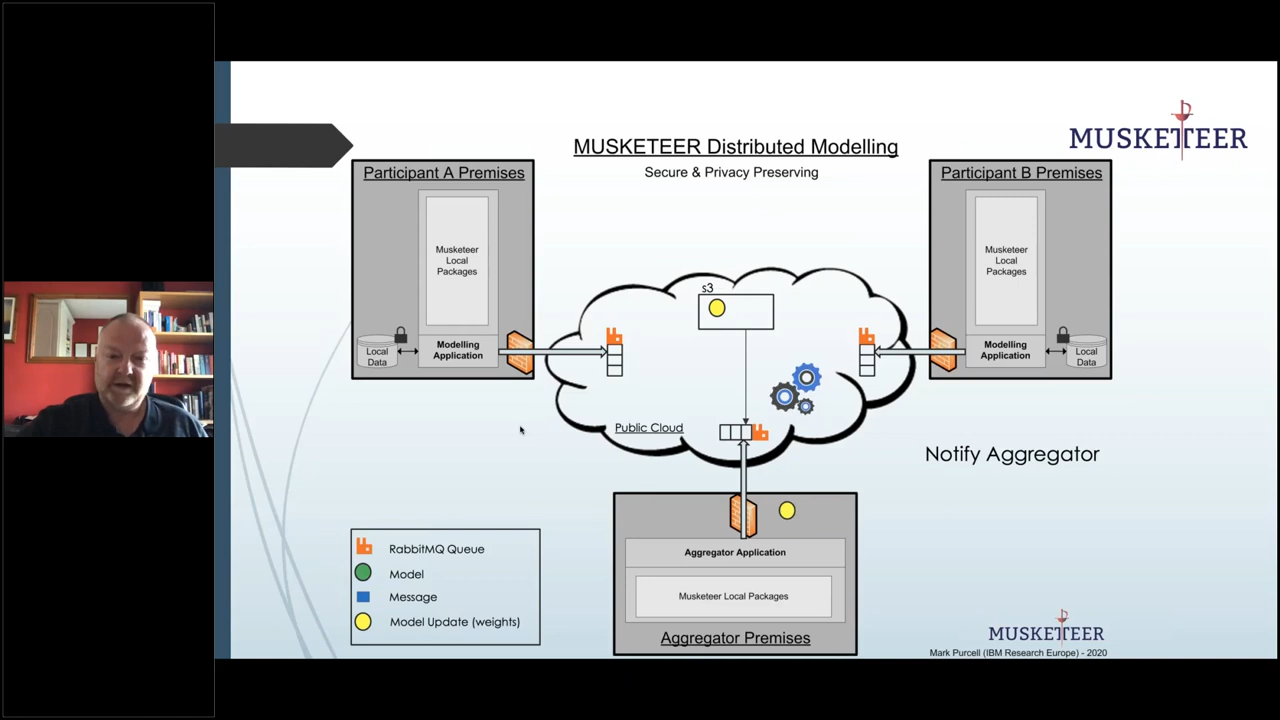 MUSKETEER Distributed Modelling
Secure & Privacy Preserving
MUSKETEER
Participant A Premises
Musketeer
Local
Packages
Local
Data
Modelling
Application
Participant B Premises
Musketeer
Local
Packages
Modelling
Application
Local
Data
s3
Public Cloud
Notify Aggregator
Aggregator Application
Musketeer Local Packages
Aggregator Premises
RabbitMQ Queue
Model
Message
Model Update (weights)
MUSKETEER
Mark Purcell (IBM Research Europe) - 2020